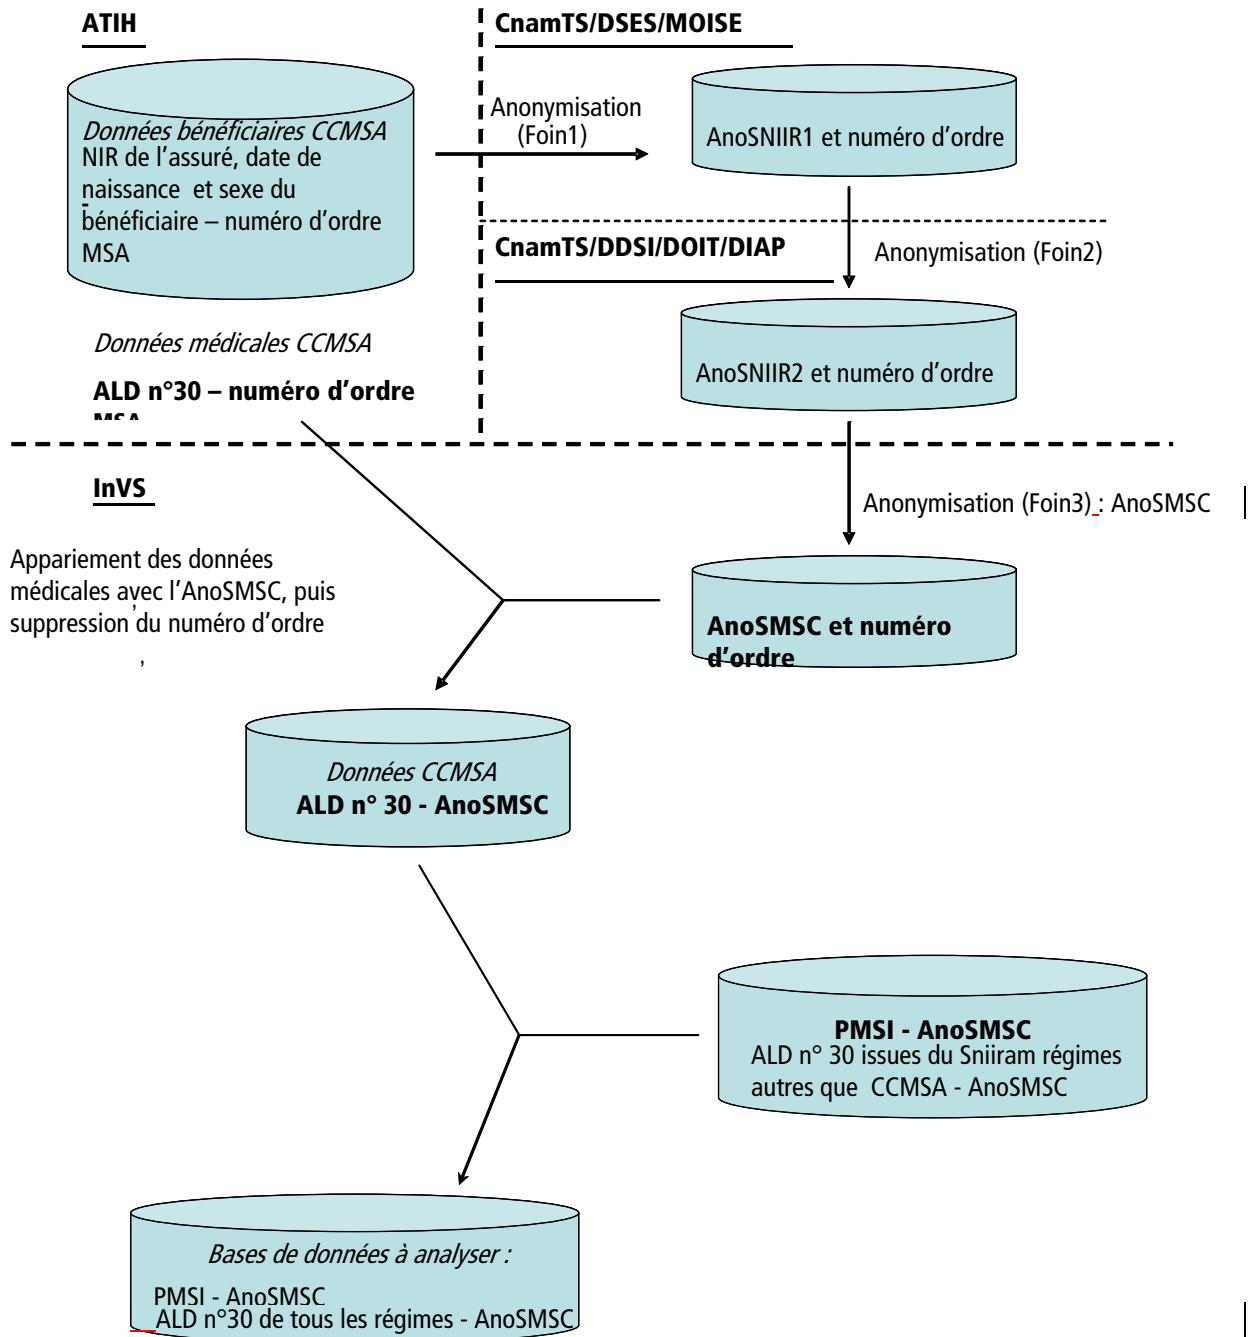 ATIH
CnamTS/DSES/MOISE
Données bénéficiaires CCMSA
NIR de l'assuré, date de
naissance et sexe du
bénéficiaire – numéro d'ordre
MSA
Anonymisation
(Foin1)
AnoSNIIR1 et numéro d'ordre
CnamTS/DDSI/DOIT/DIAP
Anonymisation (Foin2)
AnoSNIIR2 et numéro d'ordre
Données médicales CCMSA
ALD n°30 – numéro d'ordre
MSA
InVS
Anonymisation (Foin3) : AnoSMSC
Appariement des données
médicales avec l'AnoSMSC, puis
suppression du numéro d'ordre
,
,
AnoSMSC et numéro
d'ordre
Données CCMSA
ALD n° 30 - AnoSMSC
PMSI - AnoSMSC
ALD n° 30 issues du Sniiram régimes
autres que CCMSA - AnoSMSC
Bases de données à analyser :
PMSI - AnoSMSC
ALD n°30 de tous les régimes - AnoSMSC